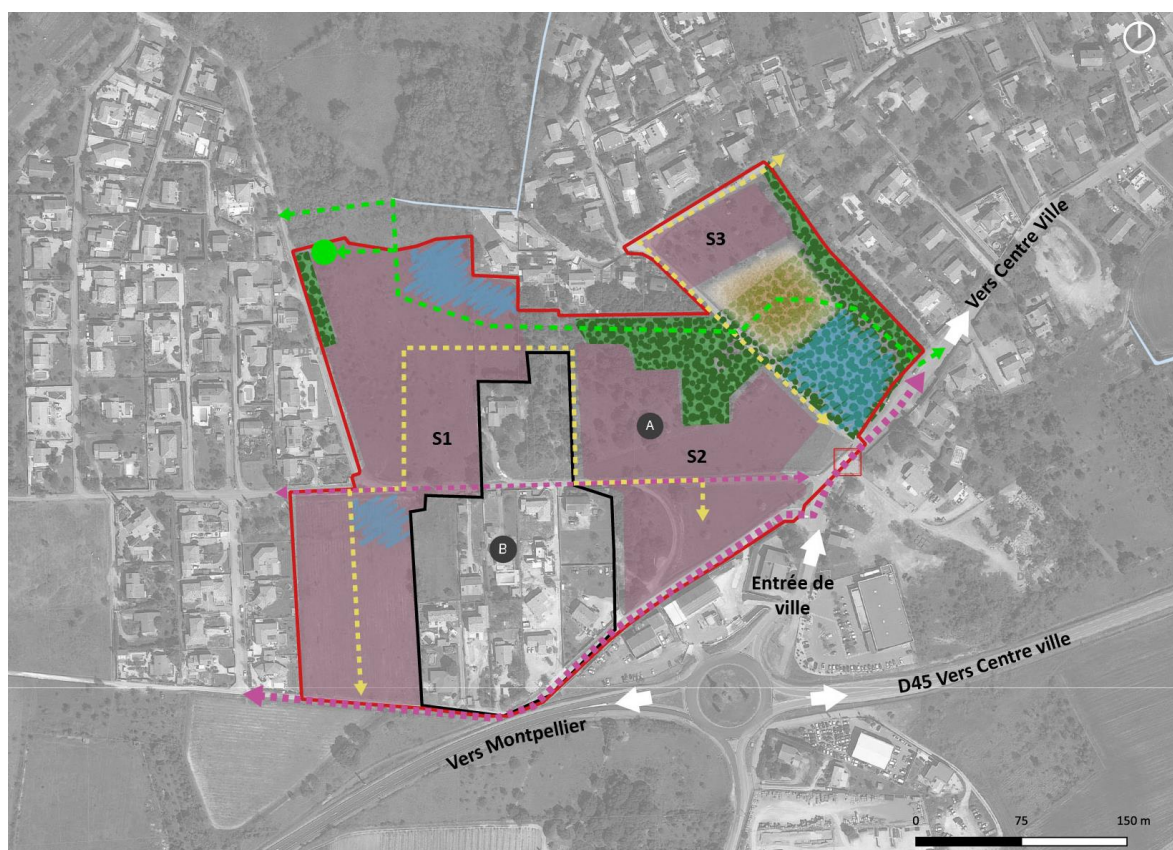 S3
Vers Centre Ville
A
S1
S2
B
Entrée de
ville
D45 Vers Centre ville
Vers Montpellier
0 75 150 m